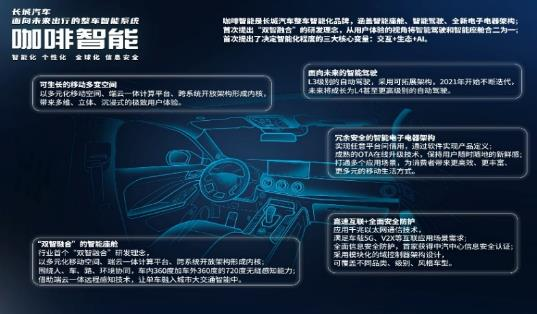 长城汽车
面向未来出行的整车智能系统
咖啡智能
智能化 个性化 全球化 信息安全
咖啡智能是长城汽车整车智能化品牌，涵盖智能座舱、智能驾驶、全新电子电器架构；
首次提出“双智融合”的研发理念，从用户体验的视角将智能驾驶和智能座舱合二为一；
首次提出了决定智能化程度的三大核心变量：交互+生态+AI。
可生长的移动多变空间
以多元化移动空间、端云一体计算平台、跨系统开放架构形成内核，
带来多维、立体、沉浸式的极致用户体验。
面向未来的智能驾驶
L3级别的自动驾驶，采用可拓展架构，2021年开始不断迭代，
未来将成长为L4甚至更高级别的自动驾驶。
冗余安全的智能电子电器架构
实现任意平台间借用，通过软件实现产品定义；
成熟的OTA在线升级技术，保持用户随时随地的新鲜感；
打通多个应用场景，为消费者带来更高效、更丰富、
更多元的移动生活方式。
高速互联+全面安全防护
应用千兆以太网通信技术，
满足车载5G、V2X等互联应用场景需求；
全面信息安全防护，首家获得中汽中心信息安全认证；
采用模块化的域控制器架构设计，
可覆盖不同品类、级别、风格车型。
“双智融合”的智能座舱
行业首个“双智融合”研发理念，
以多元化移动空间、端云一体计算平台、跨系统开放架构形成内核；
围绕人、车、路、环境协同，车内360度加车外360度的720度无缝感知能力；
借助端云一体远程感知技术，让单车融入城市大交通智能中。